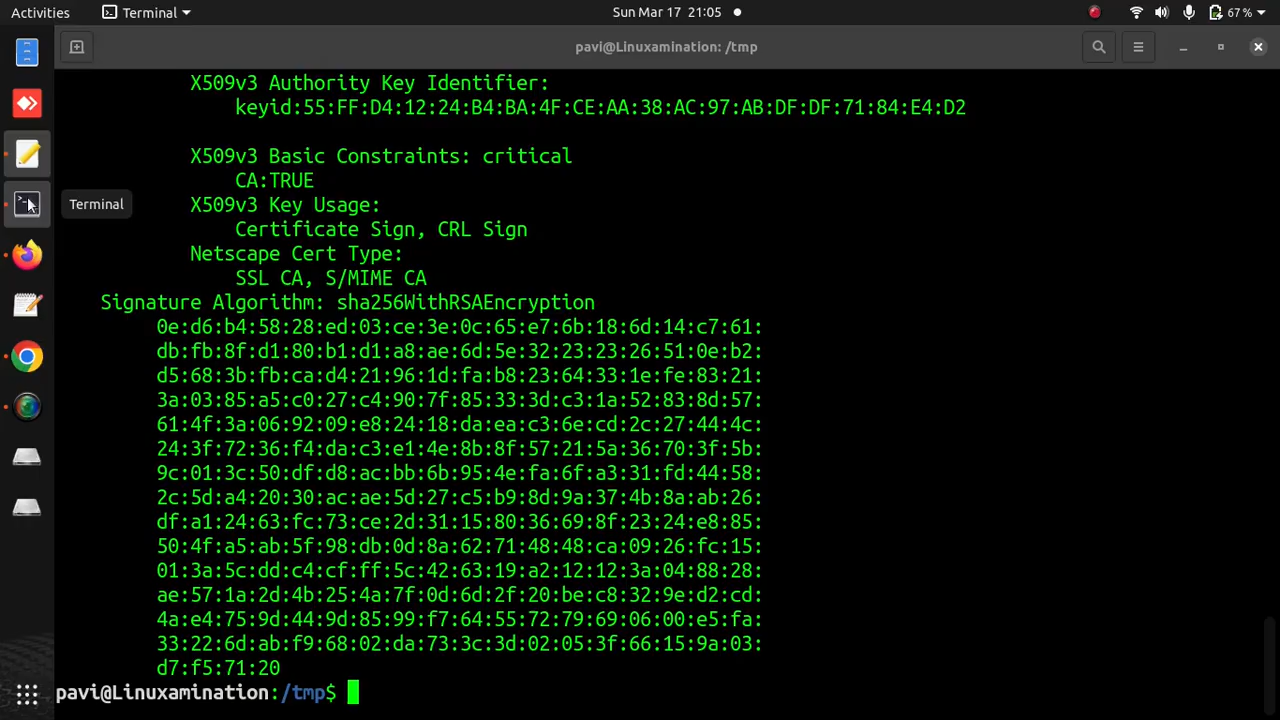 Activities Terminal Sun Mar 17 21:05 67 %
pavi@Linuxamination: /tmp
X509v3 Authority Key Identifier:
keyid:55:FF:D4:12:24:B4:BA:4F:CE:AA:38:AC:97:AB:DF:DF:71:84:E4:D2
X509v3 Basic Constraints: critical
CA:TRUE
Terminal
X509v3 Key Usage:
Certificate Sign, CRL Sign
Netscape Cert Type:
SSL CA, S/MIME CA
Signature Algorithm: sha256WithRSAEncryption
0e:d6:b4:58:28:ed:03:ce:3e:0c:65:e7:6b:18:6d:14:c7:61:
db:fb:8f:d1:80:b1:d1:a8:ae:6d:5e:32:23:23:26:51:0e:b2:
d5:68:3b:fb:ca:d4:21:96:1d:fa:b8:23:64:33:1e:fe:83:21:
3a:03:85:a5:c0:27:c4:90:7f:85:33:3d:c3:1a:52:83:8d:57:
61:4f:3a:06:92:09:e8:24:18:da:ea:c3:6e:cd:2c:27:44:4c:
24:3f:72:36:f4:da:c3:e1:4e:8b:8f:57:21:5a:36:70:3f:5b:
9c:01:3c:50:df:d8:ac:bb:6b:95:4e:fa:6f:a3:31:fd:44:58:
2c:5d:a4:20:30:ac:ae:5d:27:c5:b9:8d:9a:37:4b:8a:ab:26:
df:a1:24:63:fc:73:ce:2d:31:15:80:36:69:8f:23:24:e8:85:
50:4f:a5:ab:5f:98:db:0d:8a:62:71:48:48:ca:09:26:fc:15:
01:3a:5c:dd:c4:cf:ff:5c:42:63:19:a2:12:12:3a:04:88:28:
ae:57:1a:2d:4b:25:4a:7f:0d:6d:2f:20:be:c8:32:9e:d2:cd:
4a:e4:75:9d:44:9d:85:99:f7:64:55:72:79:69:06:00:e5:fa:
33:22:6d:ab:f9:68:02:da:73:3c:3d:02:05:3f:66:15:9a:03:
d7:f5:71:20
pavi@Linuxamination:/tmp$